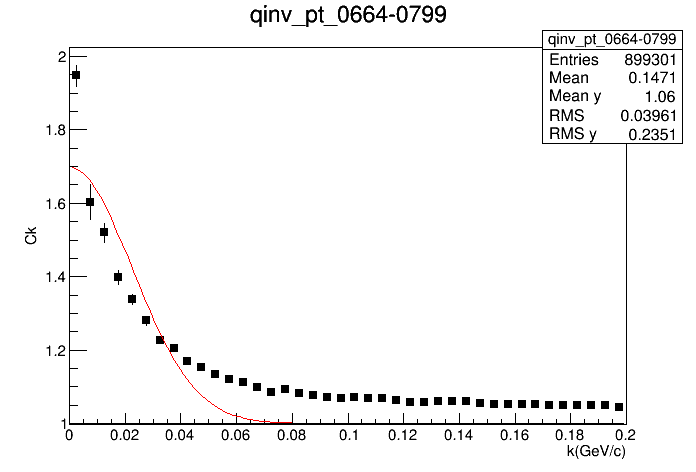 qinv_pt_0664-0799
qinv_pt_0664-0799
Entries 899301
Mean 0.1471
Mean y 1.06
RMS 0.03961
RMS y 0.2351
2
1.8
1.6
1.4
1.2
1
Ck
0 0.02 0.04 0.06 0.08 0.1 0.12 0.14 0.16 0.18 0.2
k(GeV/c)